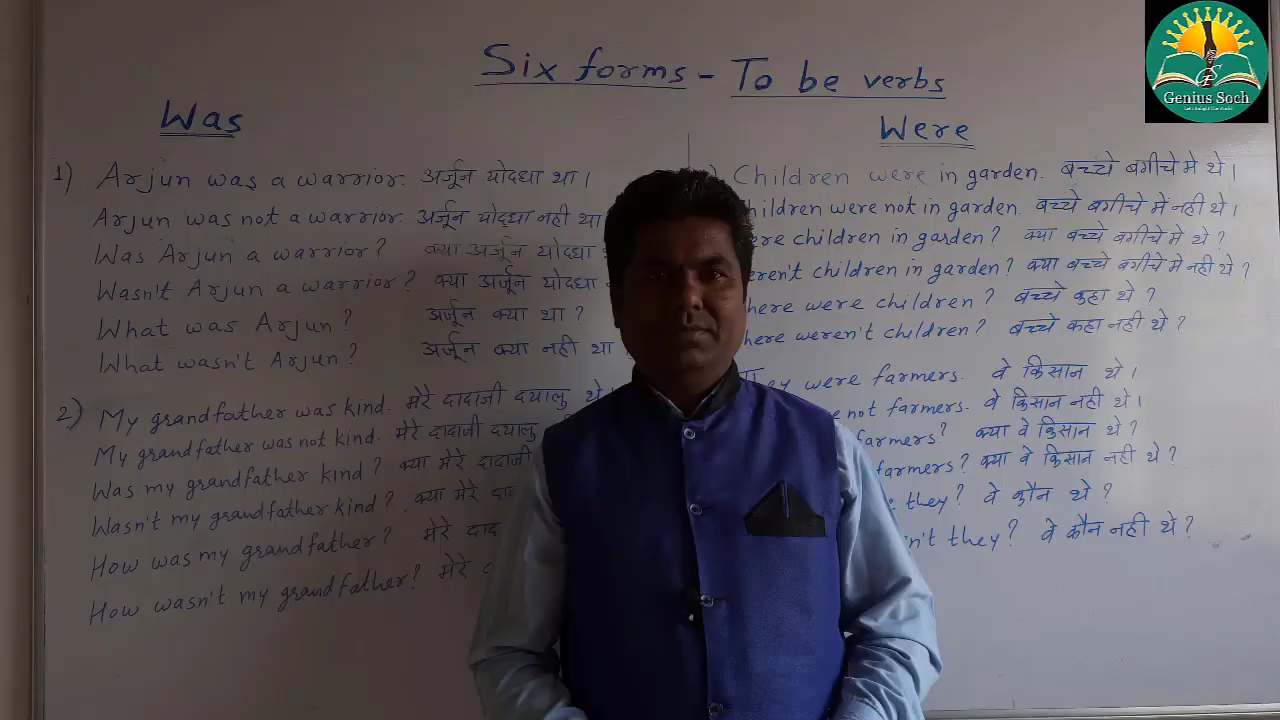 Six forms - To be verbs
Genius Soch
Was
1) Arjun was a warrior. अर्जून योद्धा था।
Arjun was not a warrior. अर्जून योद्धा नही था
Was Arjun a warrior? क्या अर्जून योद्धा
Wasn't Arjun a warrior? क्या अर्जून योद्धा
What was Arjun? अर्जून क्या था?
What wasn't Arjun? अर्जून क्या नही था
2) My grandfather was kind. मेरे दादाजी दयालु थे।
My grandfather was not kind. मेरे दादाजी दयालु
Was my grandfather kind? क्या मेरे दादाजी
Wasn't my grandfather kind? क्या मेरे
How was my grandfather? मेरे
How wasn't my grandfather? मेरे
Were
Children were in garden. बच्चे बगीचे मे थे।
hildren were not in garden. बच्चे बगीचे में नही थे।
ere children in garden? क्या बच्चे बगीचे मे थे?
eren't children in garden? क्या बच्चे बगीचे मे नही थे?
here were children? बच्चे कहा थे?
here weren't children? बच्चे कहा नही थे?
ey were farmers. वे किसान थे।
not farmers. वे किसान नही थे।
farmers? क्या वे किसान थे?
farmers? क्या वे किसान नही थे?
they? वे कौन थे?
n't they? वे कौन नही थे?